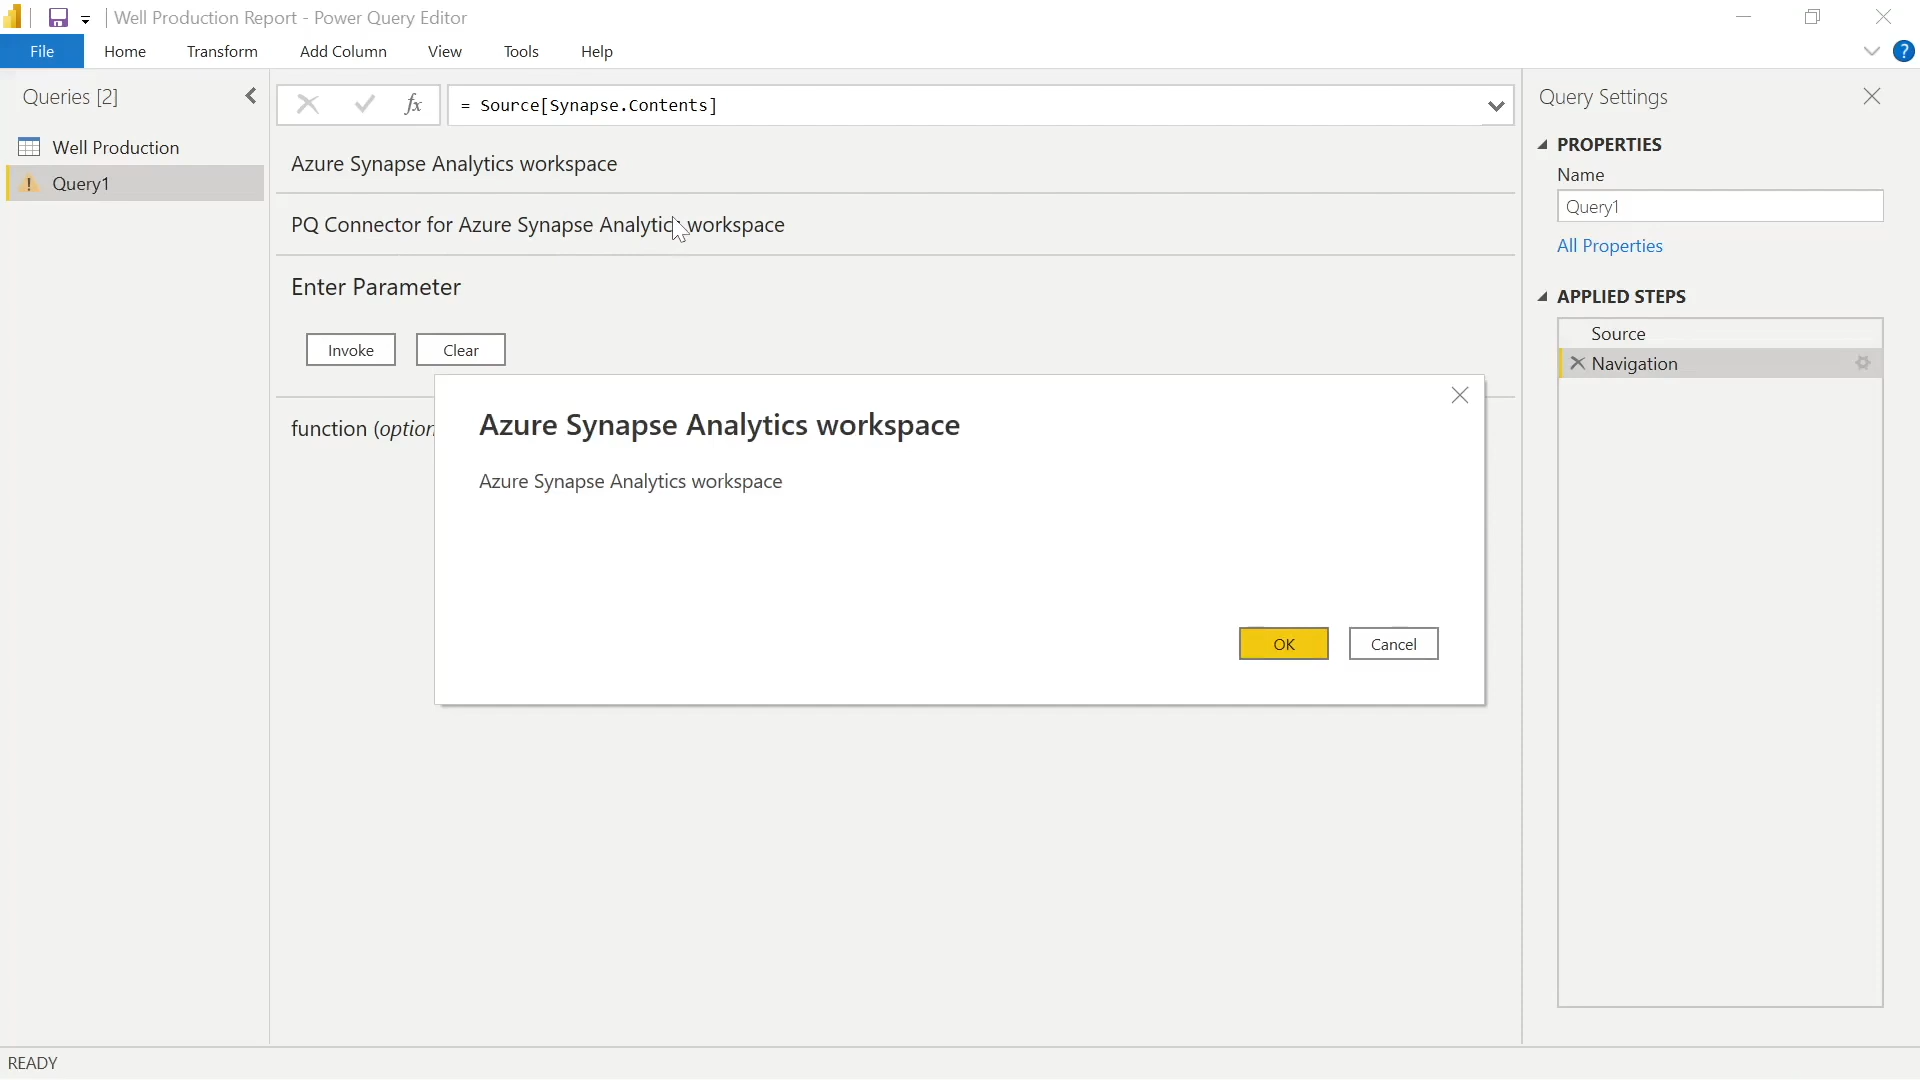 Well Production Report - Power Query Editor
File Home Transform Add Column View Tools Help ?
Queries [2]
Well Production
Query1
fx = Source[Synapse.Contents]
Azure Synapse Analytics workspace
PQ Connector for Azure Synapse Analytics workspace
Enter Parameter
Invoke Clear
function (option
Azure Synapse Analytics workspace
Azure Synapse Analytics workspace
OK Cancel
Query Settings
PROPERTIES
Name
Query1
All Properties
APPLIED STEPS
Source
Navigation
READY